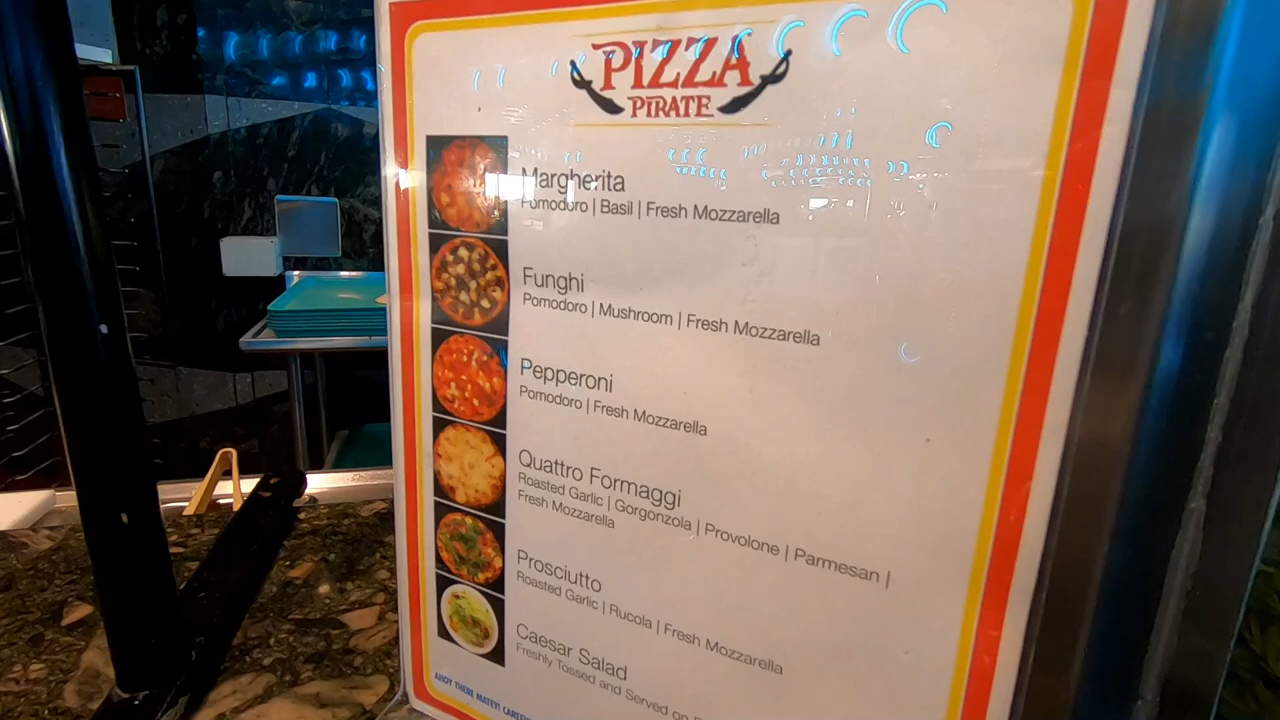 PIZZA
PIRATE
Margherita
Pomodoro | Basil | Fresh Mozzarella
Funghi
Pomodoro | Mushroom | Fresh Mozzarella
Pepperoni
Pomodoro | Fresh Mozzarella
Quattro Formaggi
Roasted Garlic | Gorgonzola | Provolone | Parmesan |
Fresh Mozzarella
Prosciutto
Roasted Garlic | Rucola | Fresh Mozzarella
Caesar Salad
Freshly Tossed and Served on
AHOY THERE MATEY!